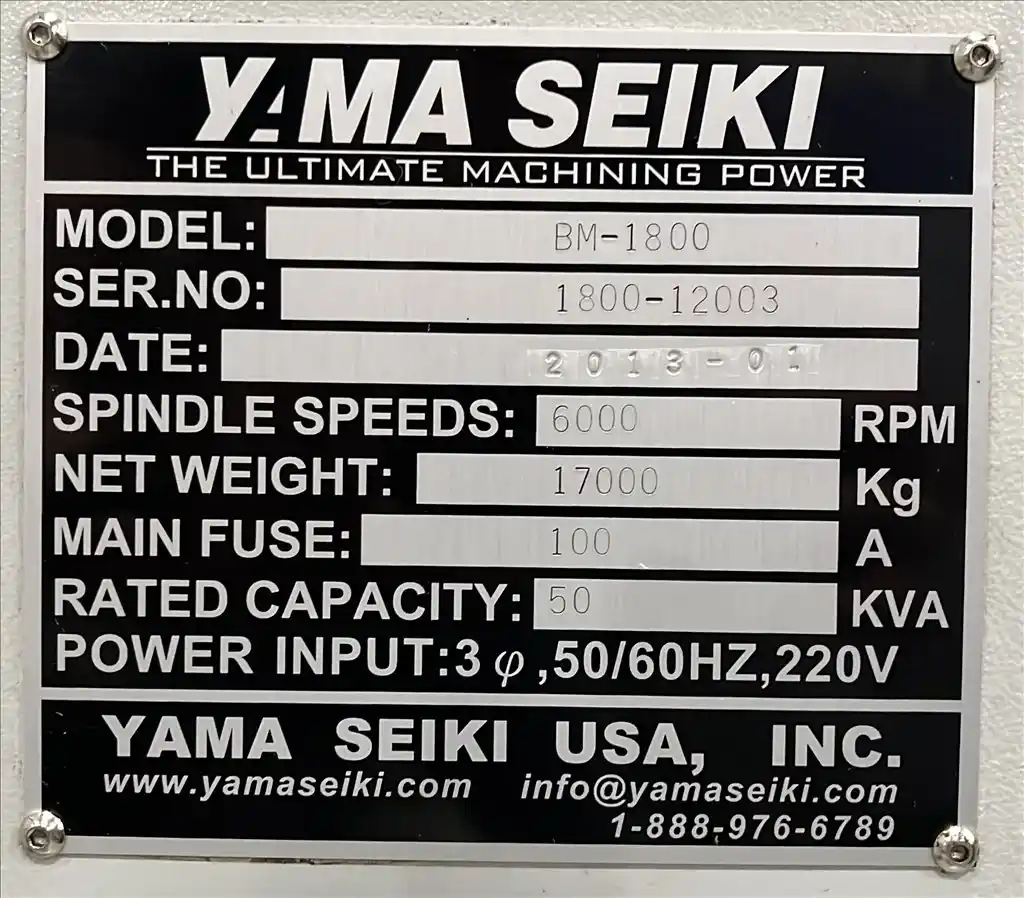 YAMA SEIKI
THE ULTIMATE MACHINING POWER
MODEL: BM-1800
SER.NO: 1800-12003
DATE: 2013-01
SPINDLE SPEEDS: 6000 RPM
NET WEIGHT: 17000 Kg
MAIN FUSE: 100 A
RATED CAPACITY: 50 KVA
POWER INPUT:3φ,50/60HZ,220V
YAMA SEIKI USA, INC.
www.yamaseiki.com info@yamaseiki.com
1-888-976-6789